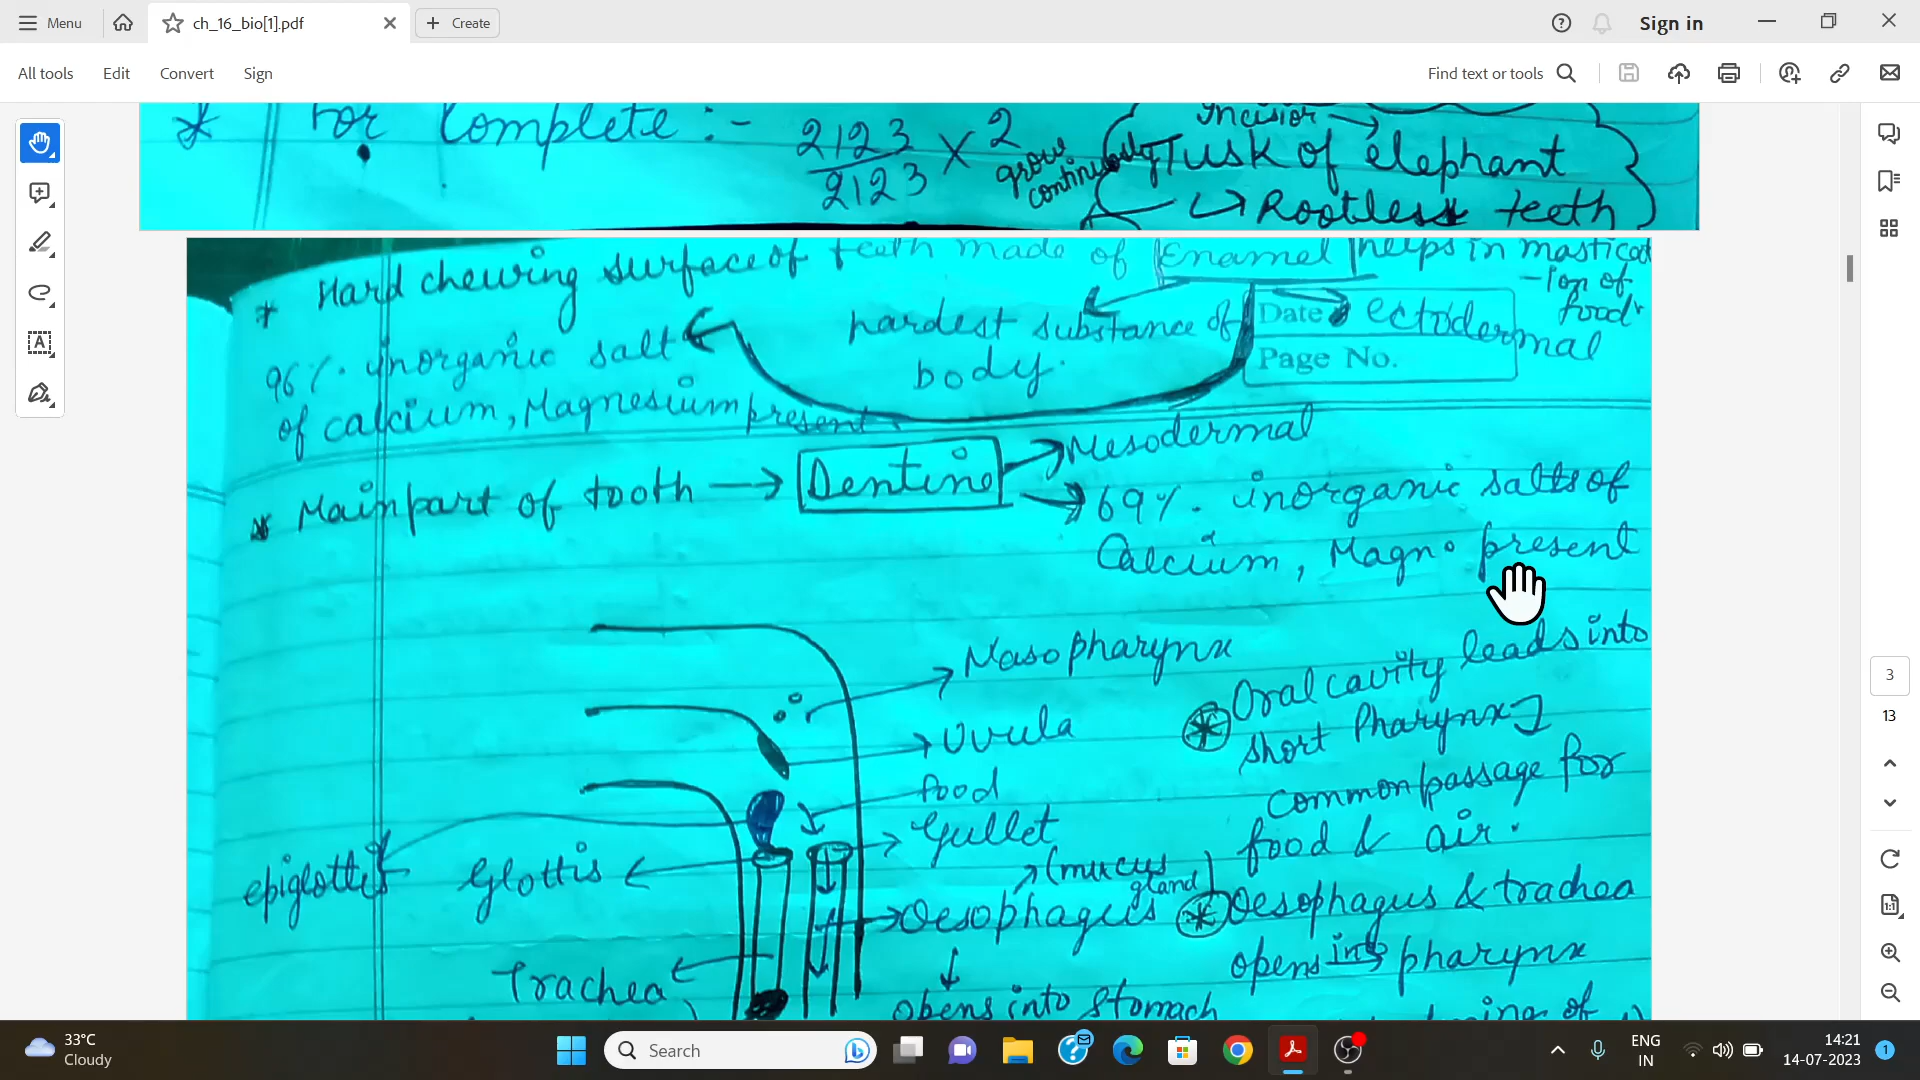 Menu
ch_16_bio[1].pdf
Create
Sign in
All tools
Edit
Convert
Sign
Find text or tools
* For Complete :- 2123/2123 × 2
grow continuously
Incisior →
Tusk of elephant
↳ Rootless teeth
* Hard chewing surface of teeth made of Enamel helps in masticat
-ion of food
hardest substance of body.
Date
Page No.
ectodermal
96%. inorganic salt
of calcium, Magnesium present.
* Main part of tooth → Dentine → Mesodermal
→ 69%. inorganic salts of
Calcium, Magn. present
Nasopharynx
Uvula
food
Gullet
(mucus gland)
Oesophagus
opens into stomach
epiglottis
Glottis
Trachea
* Oral cavity leads into
short Pharynx
common passage for
food & air.
* Oesophagus & trachea
opens into pharynx
3
13
33°C
Cloudy
Search
ENG
IN
14:21
14-07-2023
1